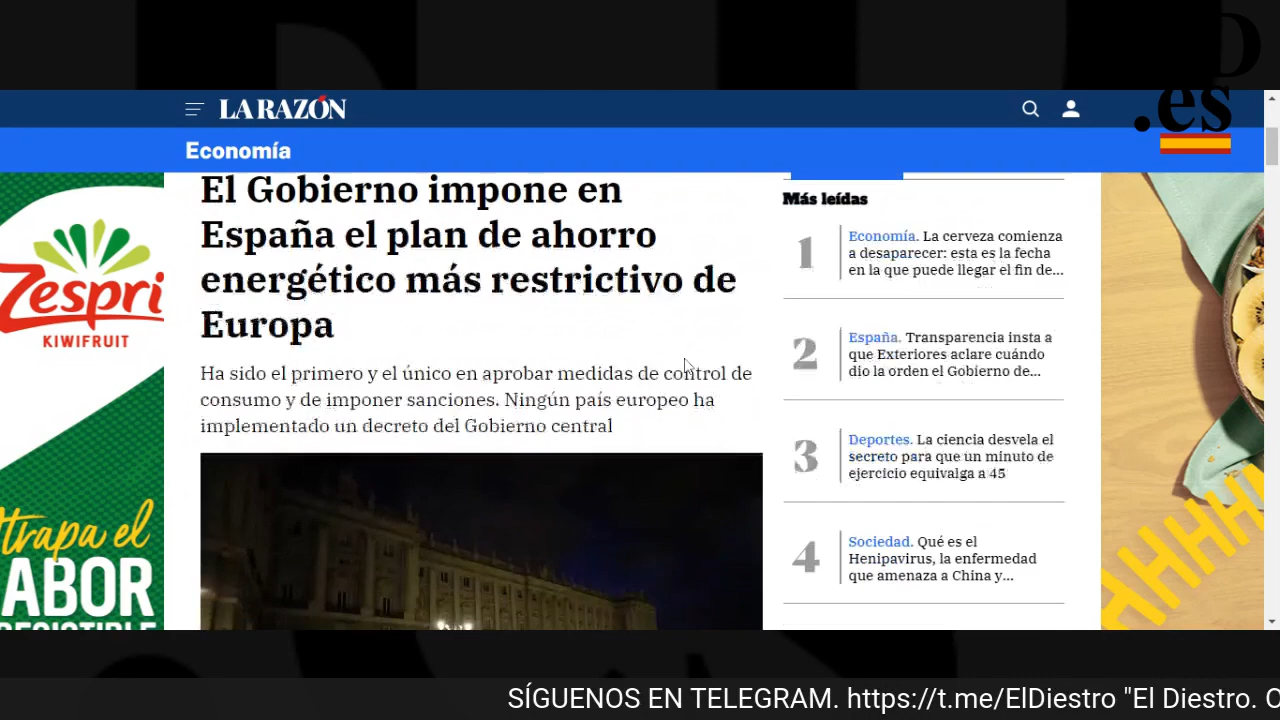 .es
LA RAZÓN
Economía
El Gobierno impone en
España el plan de ahorro
energético más restrictivo de
Europa
Ha sido el primero y el único en aprobar medidas de control de
consumo y de imponer sanciones. Ningún país europeo ha
implementado un decreto del Gobierno central
Más leídas
1
Economía. La cerveza comienza
a desaparecer: esta es la fecha
en la que puede llegar el fin de...
2
España. Transparencia insta a
que Exteriores aclare cuándo
dio la orden el Gobierno de...
3
Deportes. La ciencia desvela el
secreto para que un minuto de
ejercicio equivalga a 45
4
Sociedad. Qué es el
Henipavirus, la enfermedad
que amenaza a China y...
Zespri
KIWIFRUIT
trapa el
ABOR
HHHH
SÍGUENOS EN TELEGRAM. https://t.me/ElDiestro "El Diestro. C